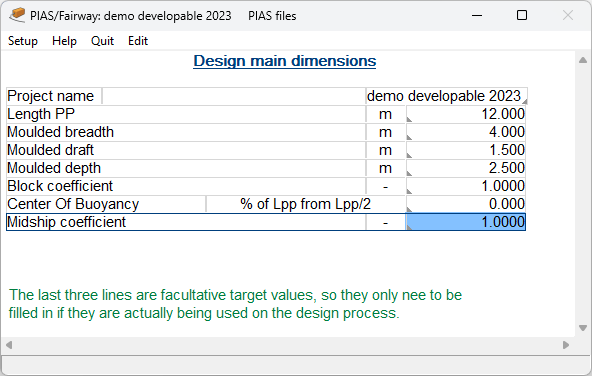 PIAS/Fairway: demo developable 2023 PIAS files
Setup Help Quit Edit
Design main dimensions
Project name demo developable 2023
Length PP m 12.000
Moulded breadth m 4.000
Moulded draft m 1.500
Moulded depth m 2.500
Block coefficient - 1.0000
Center Of Buoyancy % of Lpp from Lpp/2 0.000
Midship coefficient - 1.0000
The last three lines are facultative target values, so they only nee to be
filled in if they are actually being used on the design process.